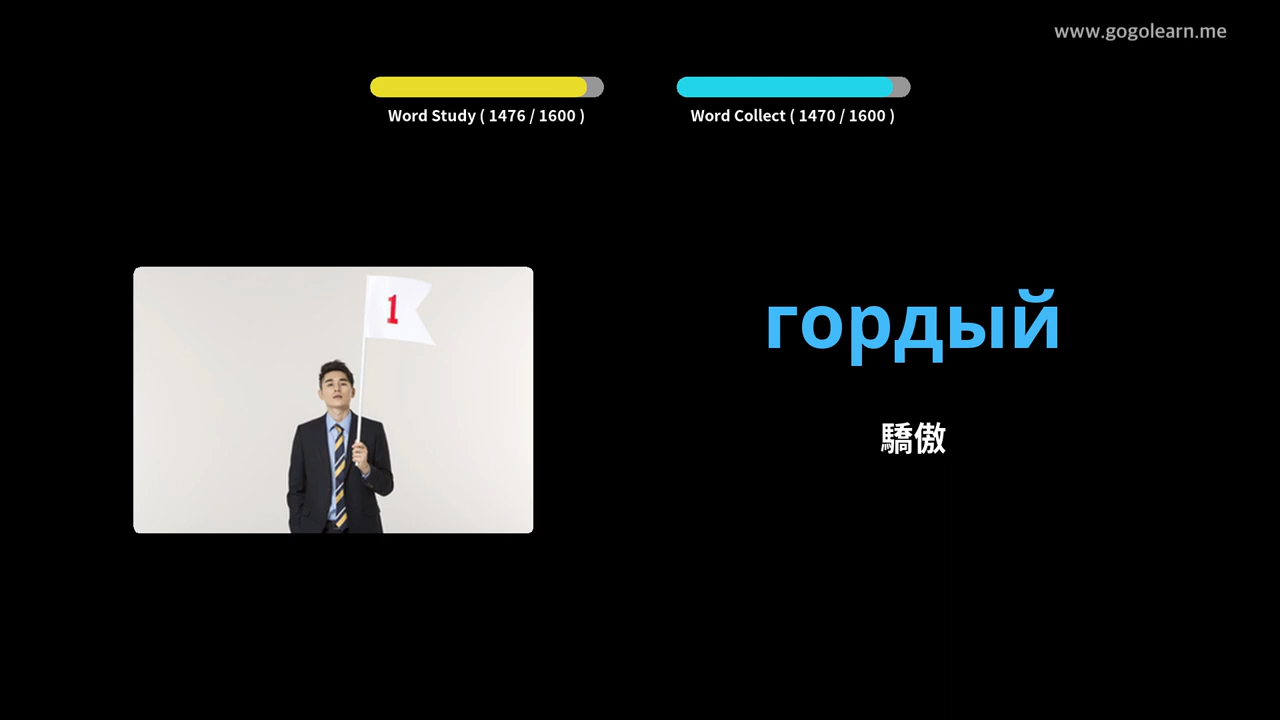 www.gogolearn.me
Word Study ( 1476 / 1600 )
Word Collect ( 1470 / 1600 )
1
гордый
驕傲